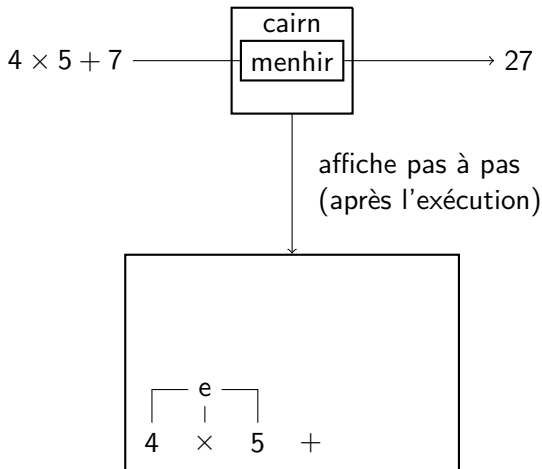 cairn
4 × 5 + 7
menhir
27
affiche pas à pas
(après l'exécution)
e
4 × 5 +